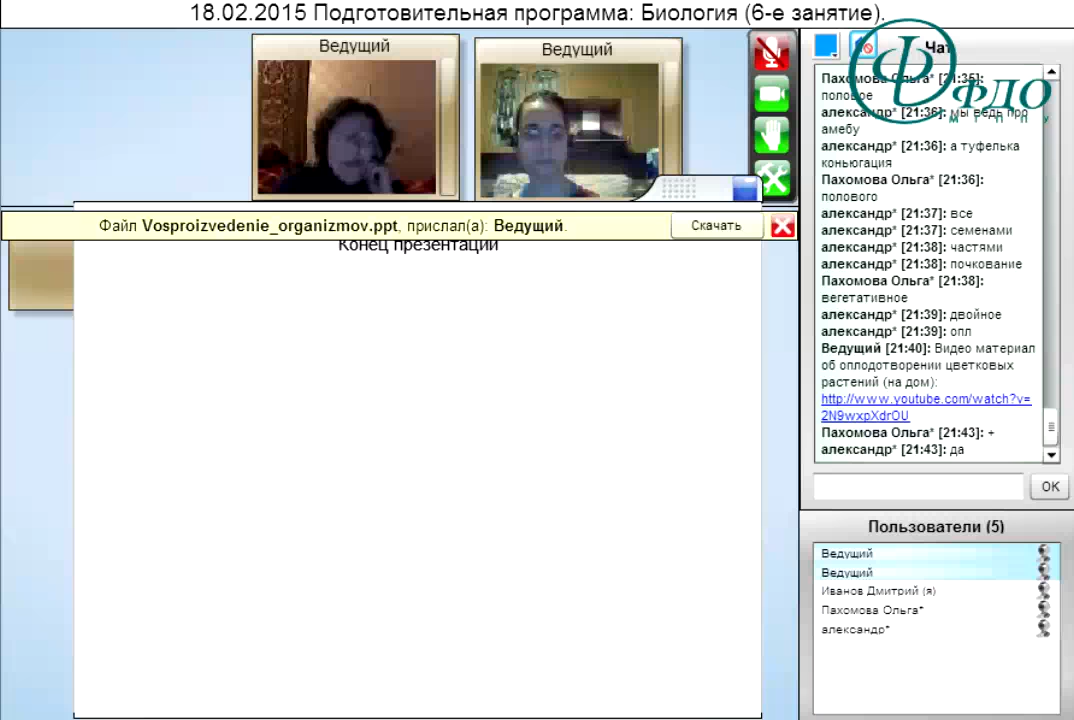 18.02.2015 Подготовительная программа: Биология (6-е занятие).
Ведущий
Ведущий
Файл Vosproizvedenie_organizmov.ppt, прислал(а): Ведущий.
Скачать
Конец презентации
Чат
ФДО
МГППУ
Пахомова Ольга* [21:35]:
половое
александр* [21:36]: мы ведь про
амебу
александр* [21:36]: а туфелька
коньюгация
Пахомова Ольга* [21:36]:
полового
александр* [21:37]: все
александр* [21:37]: семенами
александр* [21:38]: частями
александр* [21:38]: почкование
Пахомова Ольга* [21:38]:
вегетативное
александр* [21:39]: двойное
александр* [21:39]: опл
Ведущий [21:40]: Видео материал
об оплодотворении цветковых
растений (на дом):
http://www.youtube.com/watch?v=
2N9wxpXdrOU
Пахомова Ольга* [21:43]: +
александр* [21:43]: да
OK
Пользователи (5)
Ведущий
Ведущий
Иванов Дмитрий (я)
Пахомова Ольга*
александр*